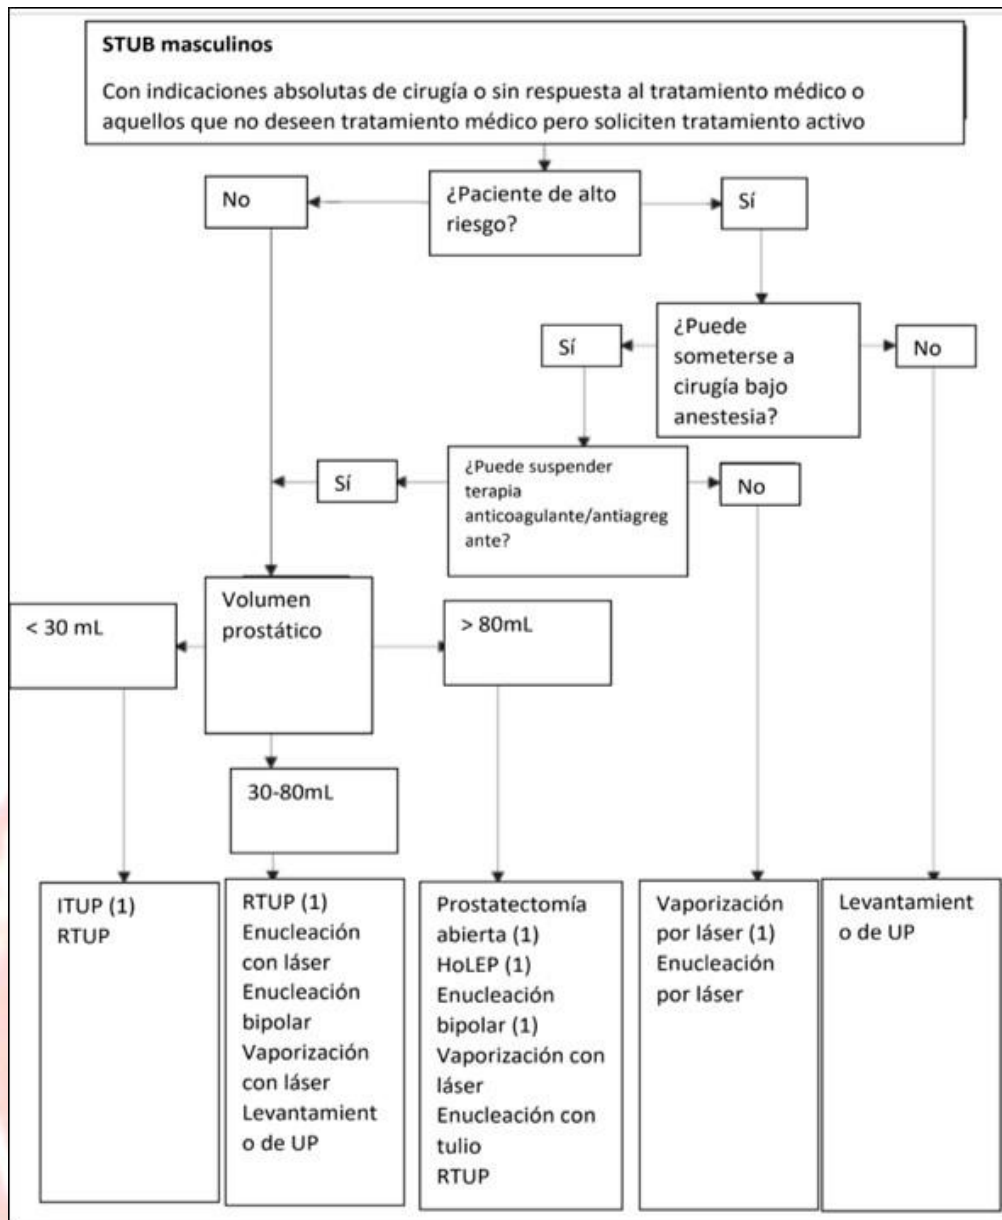 STUB masculinos
Con indicaciones absolutas de cirugía o sin respuesta al tratamiento médico o
aquellos que no deseen tratamiento médico pero soliciten tratamiento activo
No
¿Paciente de alto
riesgo?
Sí
Sí
¿Puede
someterse a
cirugía bajo
anestesia?
No
Sí
¿Puede suspender
terapia
anticoagulante/antiagreg
ante?
No
< 30 mL
Volumen
prostático
> 80mL
30-80mL
ITUP (1)
RTUP
RTUP (1)
Enucleación
con láser
Enucleación
bipolar
Vaporización
con láser
Levantamient
o de UP
Prostatectomía
abierta (1)
HoLEP (1)
Enucleación
bipolar (1)
Vaporización con
láser
Enucleación con
tulio
RTUP
Vaporización
por láser (1)
Enucleación
por láser
Levantamient
o de UP